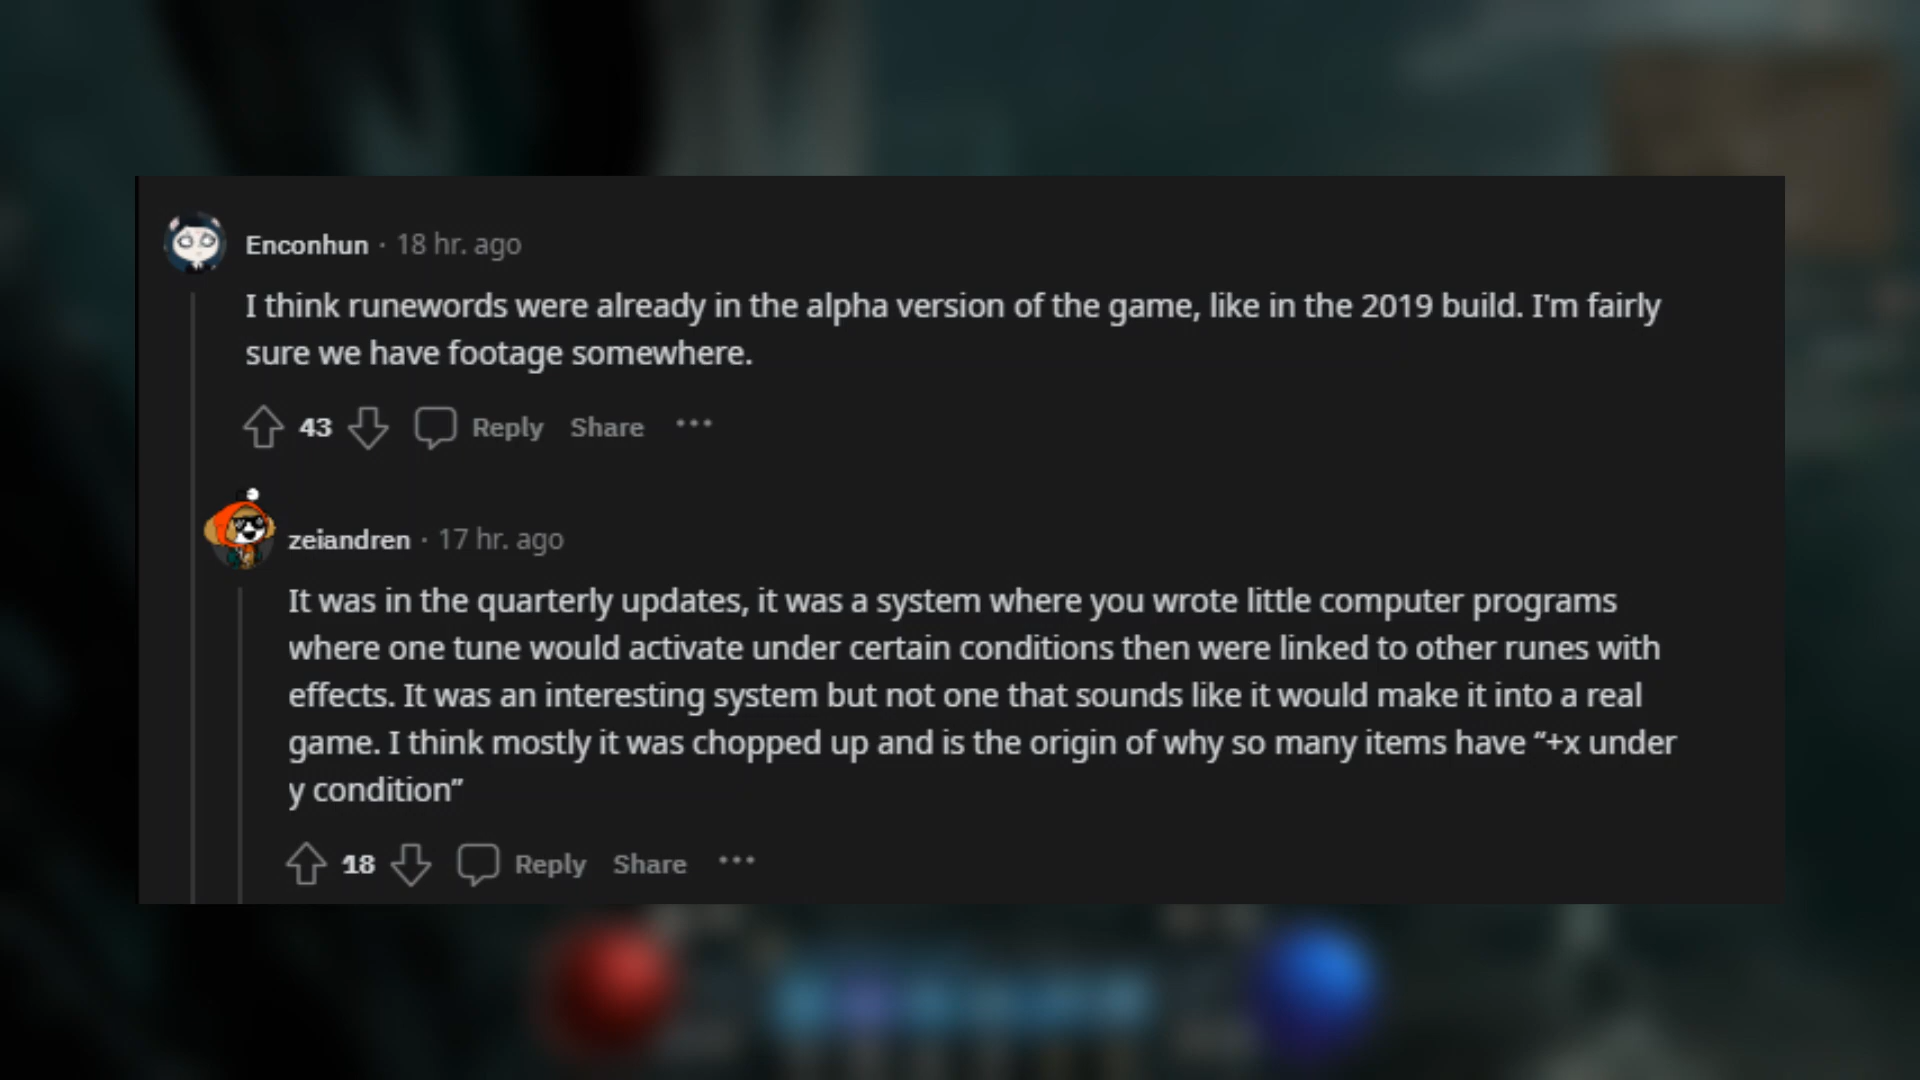 Enconhun · 18 hr. ago
I think runewords were already in the alpha version of the game, like in the 2019 build. I'm fairly
sure we have footage somewhere.
43 Reply Share ...
zeiandren · 17 hr. ago
It was in the quarterly updates, it was a system where you wrote little computer programs
where one tune would activate under certain conditions then were linked to other runes with
effects. It was an interesting system but not one that sounds like it would make it into a real
game. I think mostly it was chopped up and is the origin of why so many items have “+x under
y condition”
18 Reply Share ...